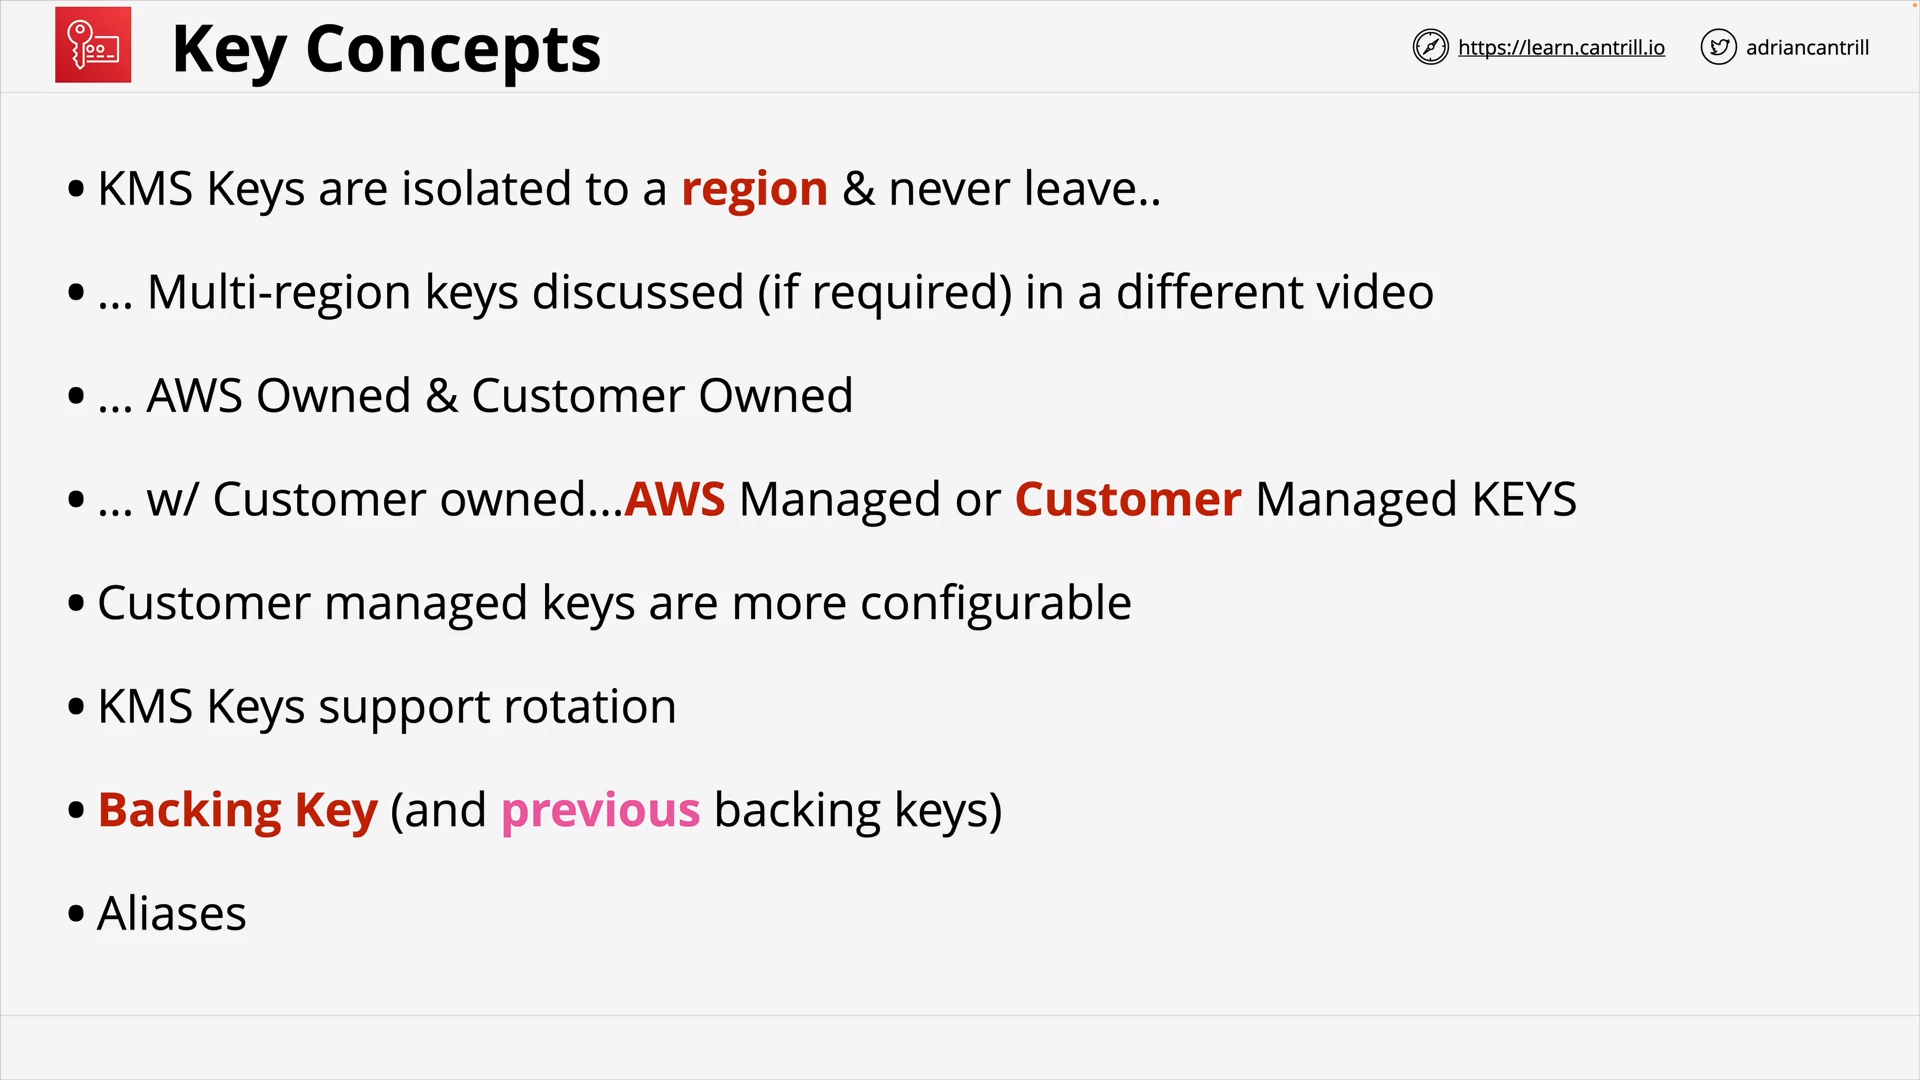 Key Concepts
https://learn.cantrill.io
adriancantrill
• KMS Keys are isolated to a region & never leave..
• ... Multi-region keys discussed (if required) in a different video
• ... AWS Owned & Customer Owned
• ... w/ Customer owned...AWS Managed or Customer Managed KEYS
• Customer managed keys are more configurable
• KMS Keys support rotation
• Backing Key (and previous backing keys)
• Aliases